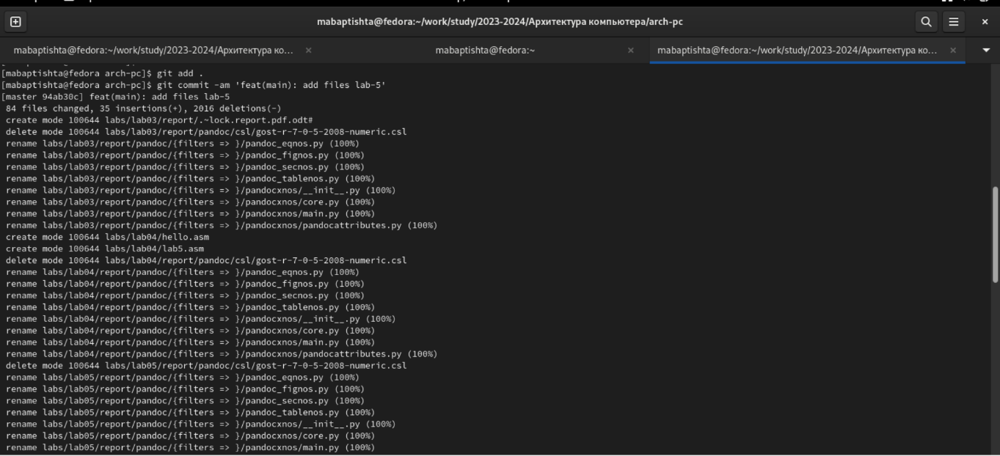 mabaptishta@fedora:~/work/study/2023-2024/Архитектура компьютера/arch-pc
mabaptishta@fedora:~/work/study/2023-2024/Архитектура ко...
mabaptishta@fedora:~
mabaptishta@fedora:~/work/study/2023-2024/Архитектура ко...
[mabaptishta@fedora arch-pc]$ git add .
[mabaptishta@fedora arch-pc]$ git commit -am 'feat(main): add files lab-5'
[master 94ab30c] feat(main): add files lab-5
84 files changed, 35 insertions(+), 2016 deletions(-)
create mode 100644 labs/lab03/report/.~lock.report.pdf.odt#
delete mode 100644 labs/lab03/report/pandoc/csl/gost-r-7-0-5-2008-numeric.csl
rename labs/lab03/report/pandoc/{filters => }/pandoc_eqnos.py (100%)
rename labs/lab03/report/pandoc/{filters => }/pandoc_fignos.py (100%)
rename labs/lab03/report/pandoc/{filters => }/pandoc_secnos.py (100%)
rename labs/lab03/report/pandoc/{filters => }/pandoc_tablenos.py (100%)
rename labs/lab03/report/pandoc/{filters => }/pandocxnos/__init__.py (100%)
rename labs/lab03/report/pandoc/{filters => }/pandocxnos/core.py (100%)
rename labs/lab03/report/pandoc/{filters => }/pandocxnos/main.py (100%)
rename labs/lab03/report/pandoc/{filters => }/pandocxnos/pandocattributes.py (100%)
create mode 100644 labs/lab04/hello.asm
create mode 100644 labs/lab04/lab5.asm
delete mode 100644 labs/lab04/report/pandoc/csl/gost-r-7-0-5-2008-numeric.csl
rename labs/lab04/report/pandoc/{filters => }/pandoc_eqnos.py (100%)
rename labs/lab04/report/pandoc/{filters => }/pandoc_fignos.py (100%)
rename labs/lab04/report/pandoc/{filters => }/pandoc_secnos.py (100%)
rename labs/lab04/report/pandoc/{filters => }/pandoc_tablenos.py (100%)
rename labs/lab04/report/pandoc/{filters => }/pandocxnos/__init__.py (100%)
rename labs/lab04/report/pandoc/{filters => }/pandocxnos/core.py (100%)
rename labs/lab04/report/pandoc/{filters => }/pandocxnos/main.py (100%)
rename labs/lab04/report/pandoc/{filters => }/pandocxnos/pandocattributes.py (100%)
delete mode 100644 labs/lab05/report/pandoc/csl/gost-r-7-0-5-2008-numeric.csl
rename labs/lab05/report/pandoc/{filters => }/pandoc_eqnos.py (100%)
rename labs/lab05/report/pandoc/{filters => }/pandoc_fignos.py (100%)
rename labs/lab05/report/pandoc/{filters => }/pandoc_secnos.py (100%)
rename labs/lab05/report/pandoc/{filters => }/pandoc_tablenos.py (100%)
rename labs/lab05/report/pandoc/{filters => }/pandocxnos/__init__.py (100%)
rename labs/lab05/report/pandoc/{filters => }/pandocxnos/core.py (100%)
rename labs/lab05/report/pandoc/{filters => }/pandocxnos/main.py (100%)